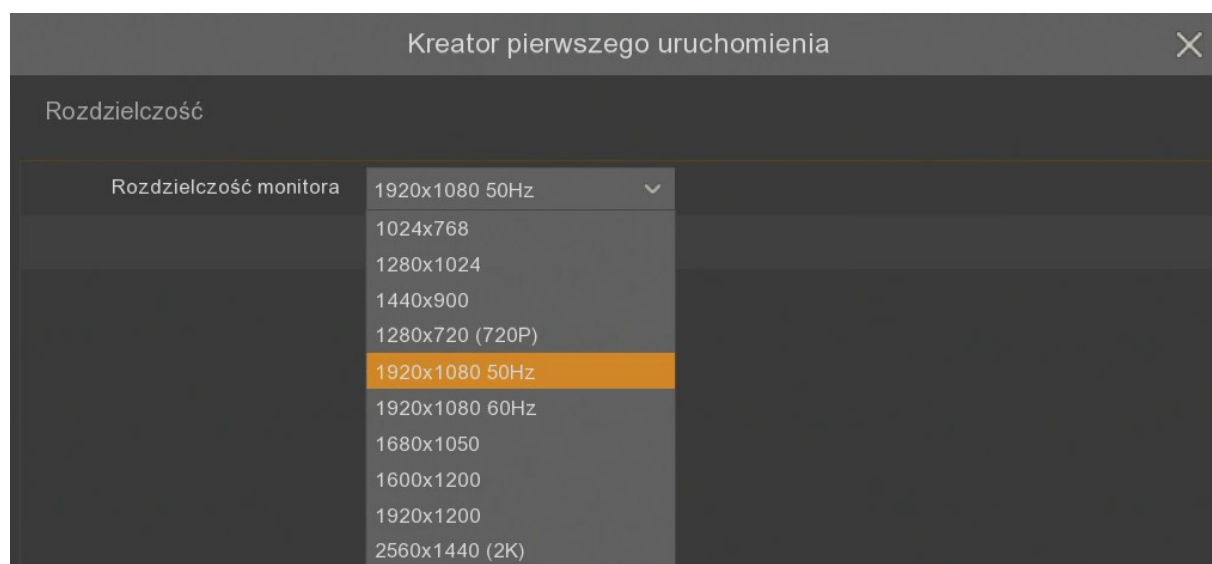 Kreator pierwszego uruchomienia
Rozdzielczość
Rozdzielczość monitora 1920x1080 50Hz
1024x768
1280x1024
1440x900
1280x720 (720P)
1920x1080 50Hz
1920x1080 60Hz
1680x1050
1600x1200
1920x1200
2560x1440 (2K)